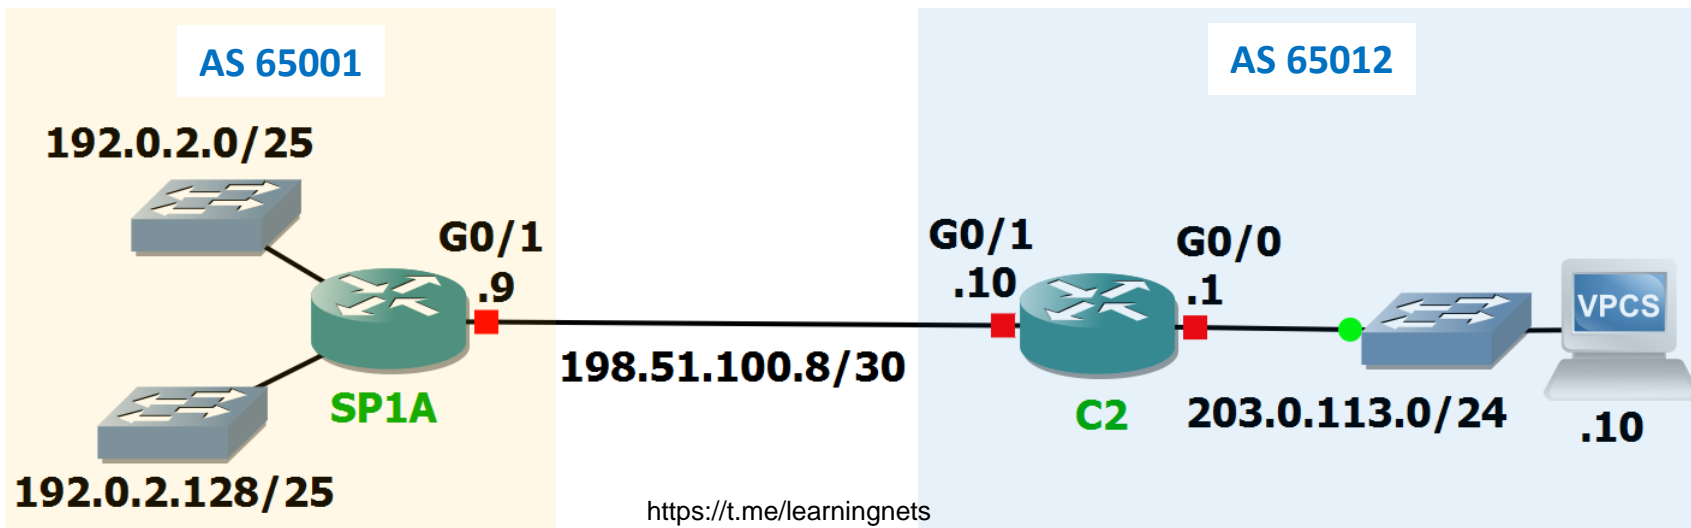 AS 65001
AS 65012
192.0.2.0/25
G0/1
.9
G0/1
.10
G0/0
.1
VPCS
198.51.100.8/30
SP1A
C2
203.0.113.0/24
.10
192.0.2.128/25
https://t.me/learningnets